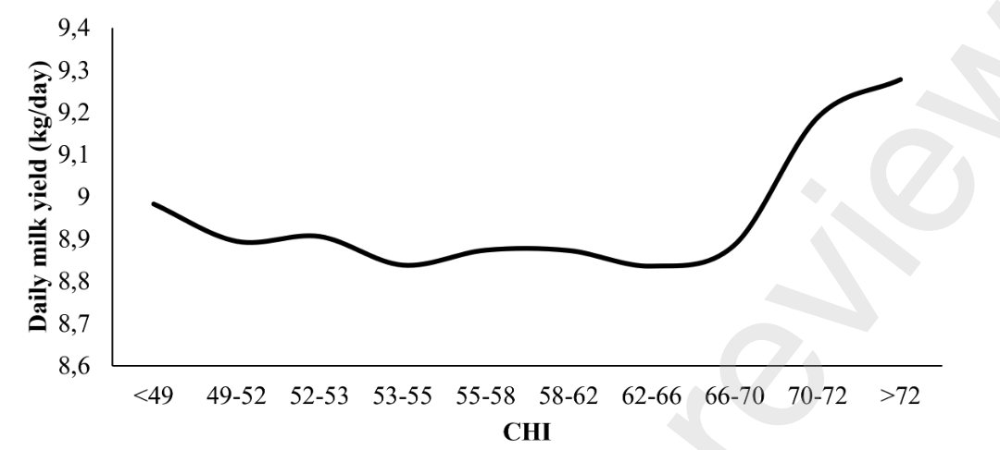 9,4
9,3
9,2
9,1
9
8,9
8,8
8,7
8,6
Daily milk yield (kg/day)
<49 49-52 52-53 53-55 55-58 58-62 62-66 66-70 70-72 >72
CHI
review